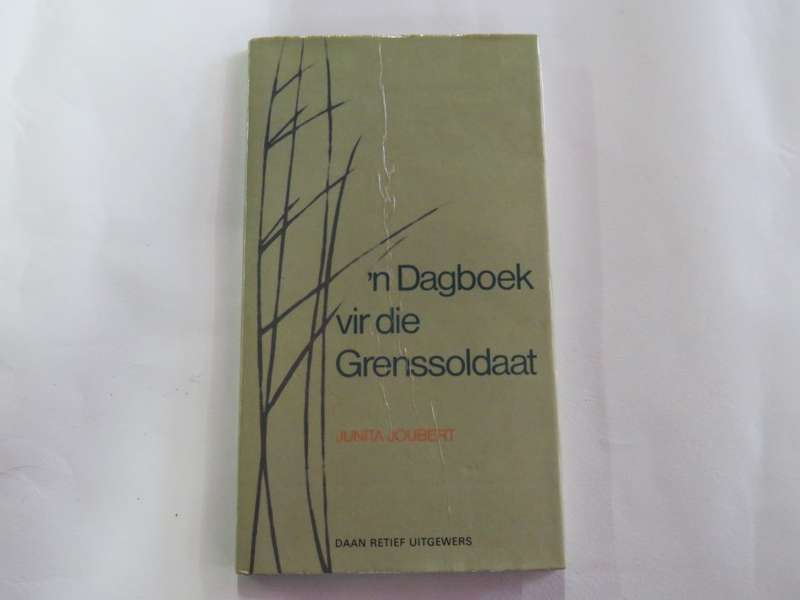 'n Dagboek
vir die
Grenssoldaat
JUNITA JOUBERT
DAAN RETIEF UITGEWERS